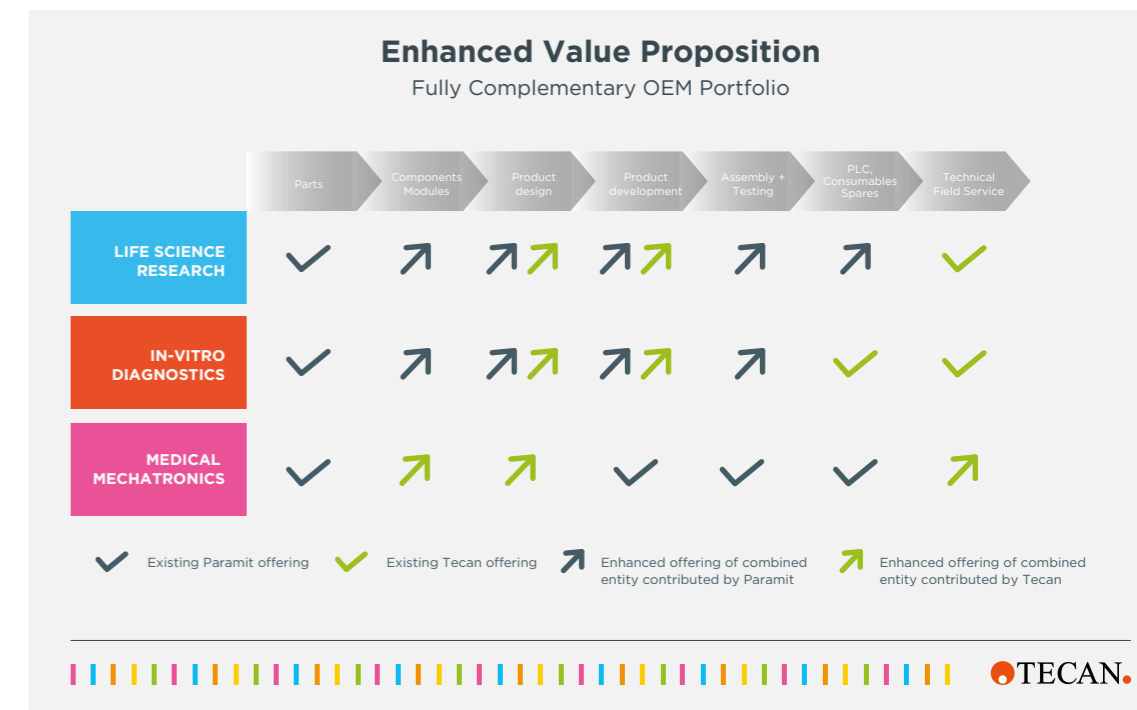 Enhanced Value Proposition
Fully Complementary OEM Portfolio
Parts
Components
Modules
Product
design
Product
development
Assembly +
Testing
PLC,
Consumables
Spares
Technical
Field Service
LIFE SCIENCE
RESEARCH
IN-VITRO
DIAGNOSTICS
MEDICAL
MECHATRONICS
Existing Paramit offering
Existing Tecan offering
Enhanced offering of combined
entity contributed by Paramit
Enhanced offering of combined
entity contributed by Tecan
TECAN.